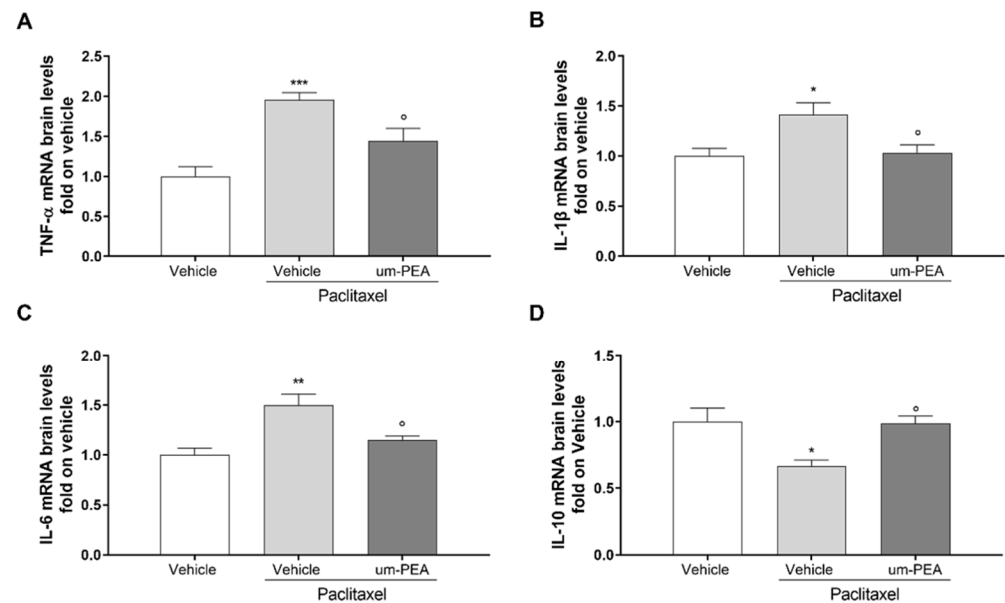 A
TNF-α mRNA brain levels
fold on vehicle
2.5
2.0
1.5
1.0
0.5
0.0
***
°
Vehicle
Vehicle
um-PEA
Paclitaxel
B
IL-1β mRNA brain levels
fold on vehicle
2.0
1.5
1.0
0.5
0.0
*
°
Vehicle
Vehicle
um-PEA
Paclitaxel
C
IL-6 mRNA brain levels
fold on vehicle
2.0
1.5
1.0
0.5
0.0
**
°
Vehicle
Vehicle
um-PEA
Paclitaxel
D
IL-10 mRNA brain levels
fold on Vehicle
1.5
1.0
0.5
0.0
*
°
Vehicle
Vehicle
um-PEA
Paclitaxel